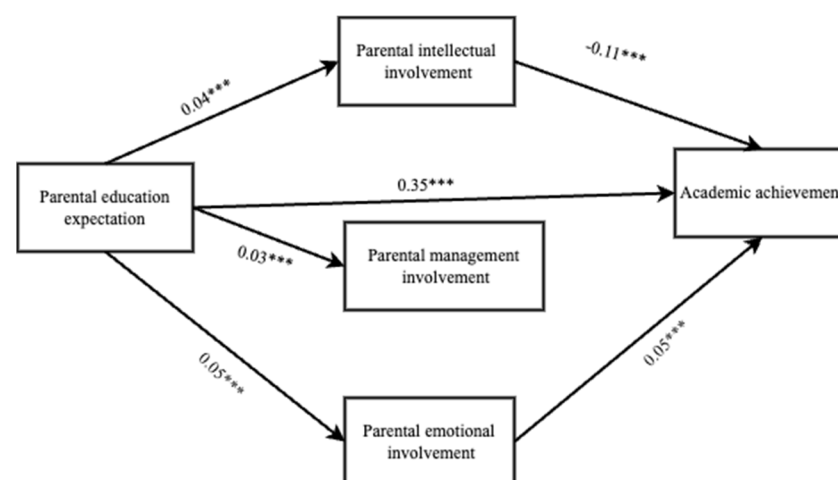 Parental intellectual
involvement
-0.11***
0.04***
Parental education
expectation
0.35***
Academic achievemen
Parental management
involvement
0.03***
0.05***
0.05***
Parental emotional
involvement